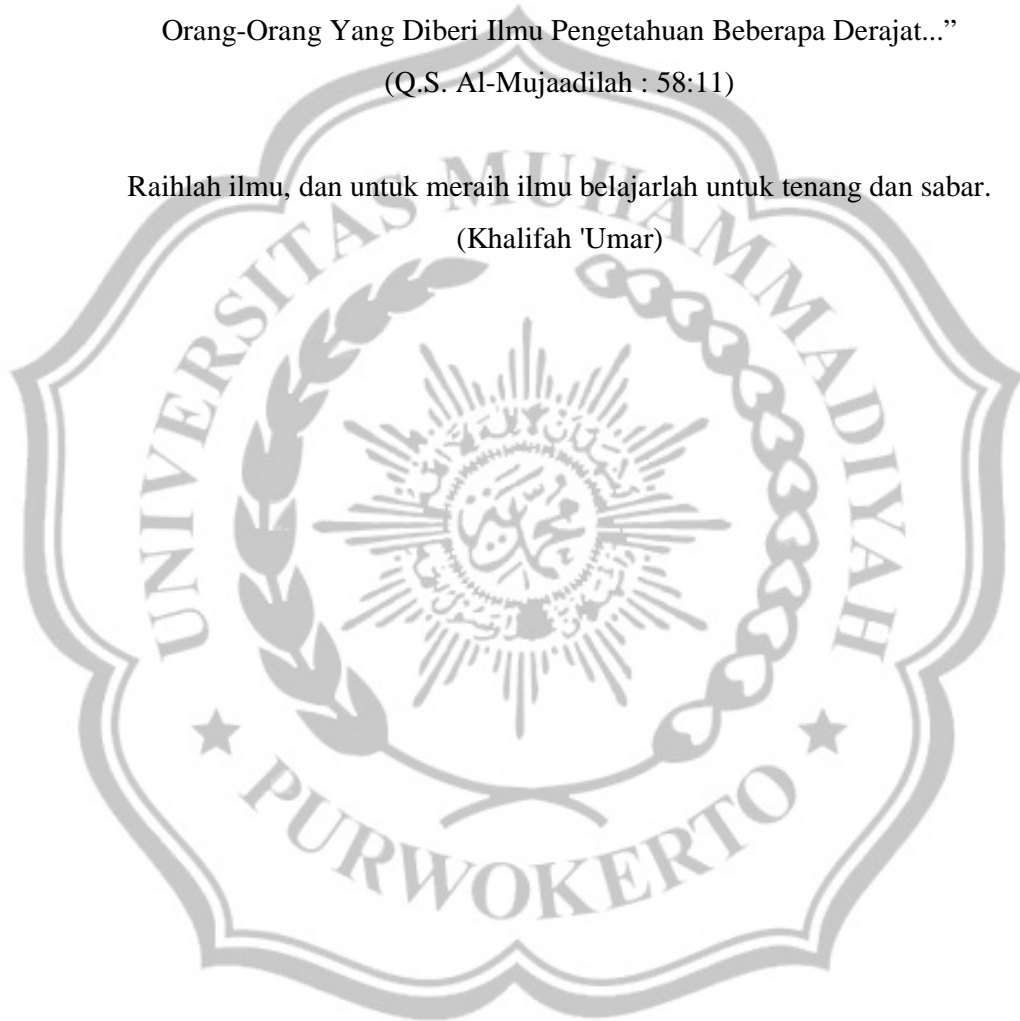 Orang-Orang Yang Diberi Ilmu Pengetahuan Beberapa Derajat...”
(Q.S. Al-Mujaadilah : 58:11)
Raihlah ilmu, dan untuk meraih ilmu belajarlah untuk tenang dan sabar.
(Khalifah 'Umar)
UNIVERSITAS MUHAMMADIYAH
PURWOKERTO